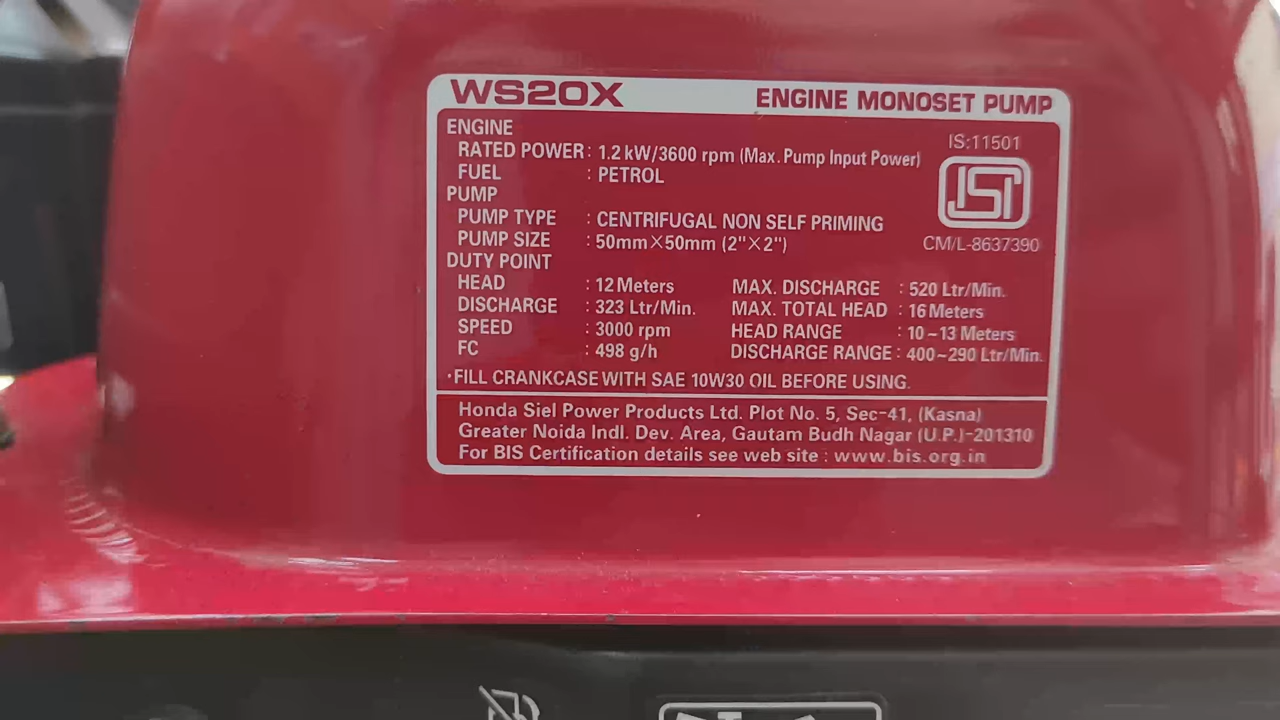 WS20X ENGINE MONOSET PUMP
ENGINE
IS:11501
RATED POWER : 1.2 kW/3600 rpm (Max. Pump Input Power)
FUEL : PETROL
PUMP
PUMP TYPE : CENTRIFUGAL NON SELF PRIMING
PUMP SIZE : 50mm×50mm (2"×2")
CM/L-8637390
DUTY POINT
HEAD : 12 Meters MAX. DISCHARGE : 520 Ltr/Min.
DISCHARGE : 323 Ltr/Min. MAX. TOTAL HEAD : 16 Meters
SPEED : 3000 rpm HEAD RANGE : 10~13 Meters
FC : 498 g/h DISCHARGE RANGE : 400~290 Ltr/Min.
·FILL CRANKCASE WITH SAE 10W30 OIL BEFORE USING.
Honda Siel Power Products Ltd. Plot No. 5, Sec-41, (Kasna)
Greater Noida Indl. Dev. Area, Gautam Budh Nagar (U.P.)-201310
For BIS Certification details see web site : www.bis.org.in